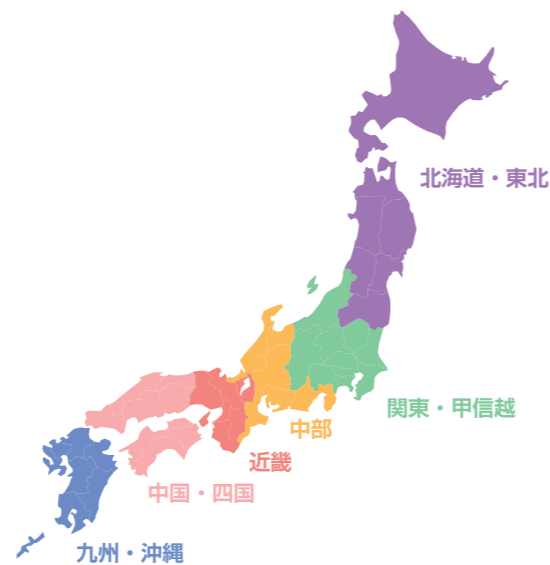 北海道・東北
関東・甲信越
中部
近畿
中国・四国
九州・沖縄